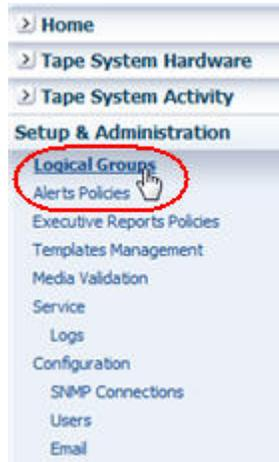 Home
Tape System Hardware
Tape System Activity
Setup & Administration
Logical Groups
Alerts Policies
Executive Reports Policies
Templates Management
Media Validation
Service
Logs
Configuration
SNMP Connections
Users
Email